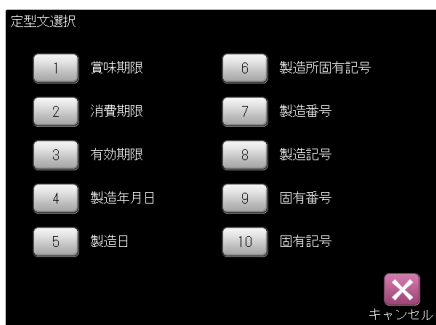 定型文選択
1 賞味期限
2 消費期限
3 有効期限
4 製造年月日
5 製造日
6 製造所固有記号
7 製造番号
8 製造記号
9 固有番号
10 固有記号
キャンセル